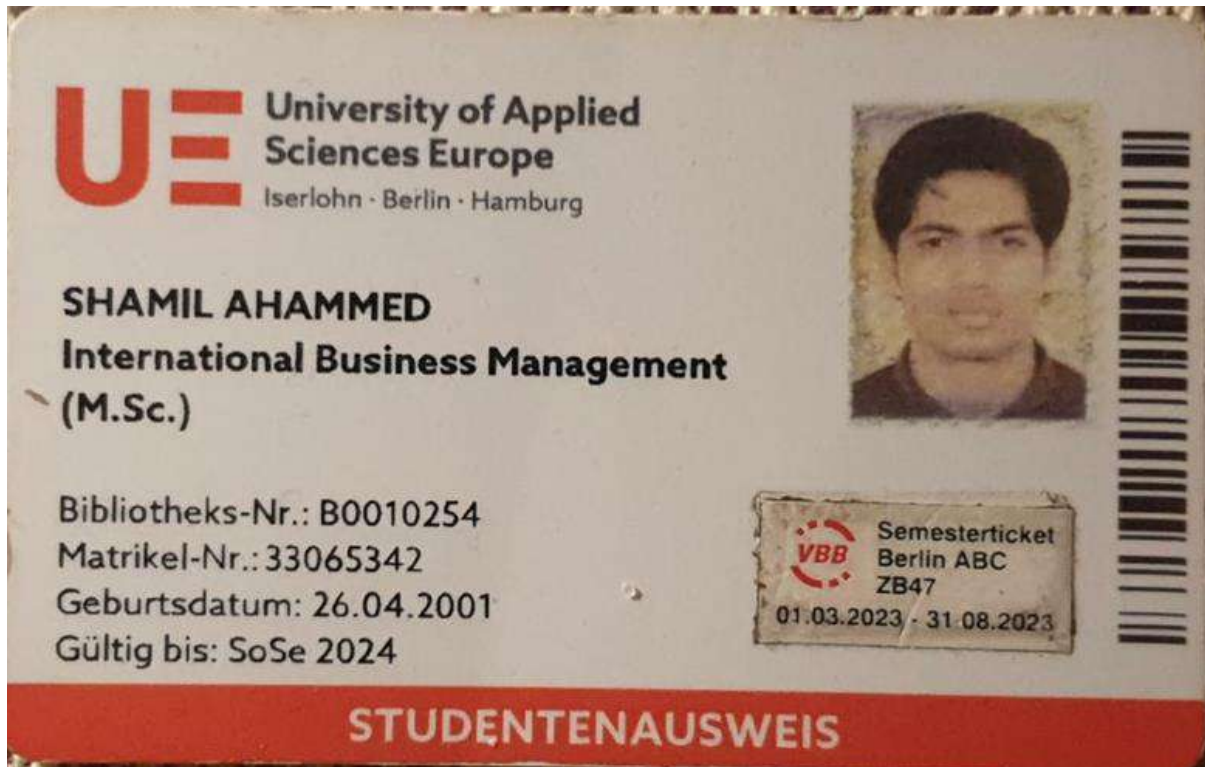 UE
University of Applied
Sciences Europe
Iserlohn · Berlin · Hamburg
SHAMIL AHAMMED
International Business Management
(M.Sc.)
Bibliotheks-Nr.: B0010254
Matrikel-Nr.: 33065342
Geburtsdatum: 26.04.2001
Gültig bis: SoSe 2024
VBB
Semesterticket
Berlin ABC
ZB47
01.03.2023 - 31.08.2023
STUDENTENAUSWEIS